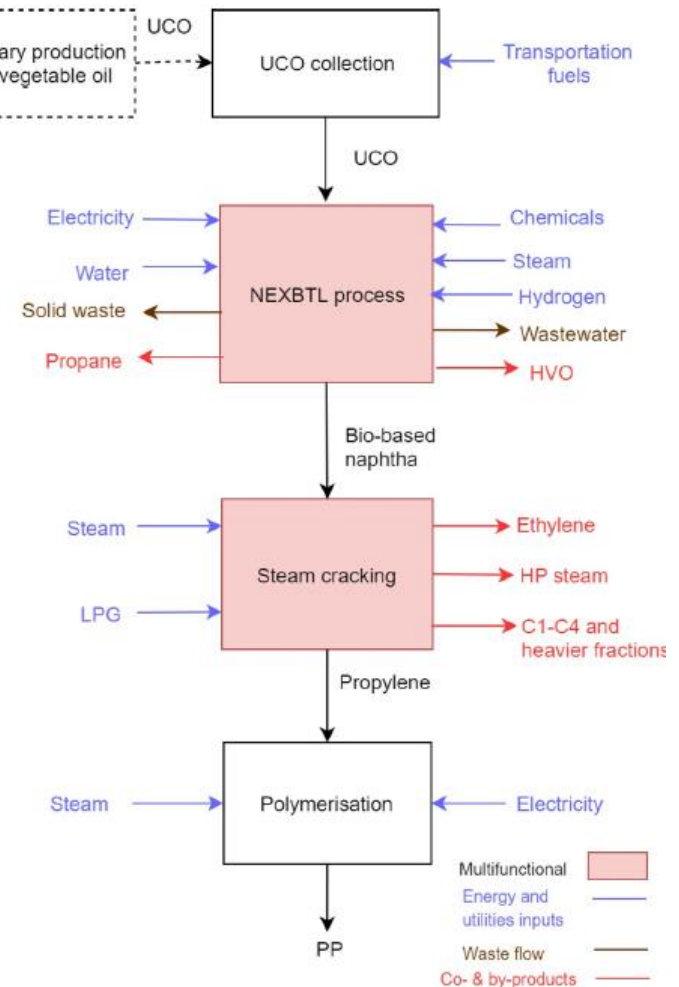 UCO
ary production
vegetable oil
UCO collection
Transportation
fuels
UCO
Electricity
Chemicals
Water
Steam
NEXBTL process
Hydrogen
Solid waste
Wastewater
Propane
HVO
Bio-based
naphtha
Steam
Ethylene
Steam cracking
HP steam
LPG
C1-C4 and
heavier fractions
Propylene
Steam
Polymerisation
Electricity
PP
Multifunctional
Energy and
utilities inputs
Waste flow
Co- & by-products